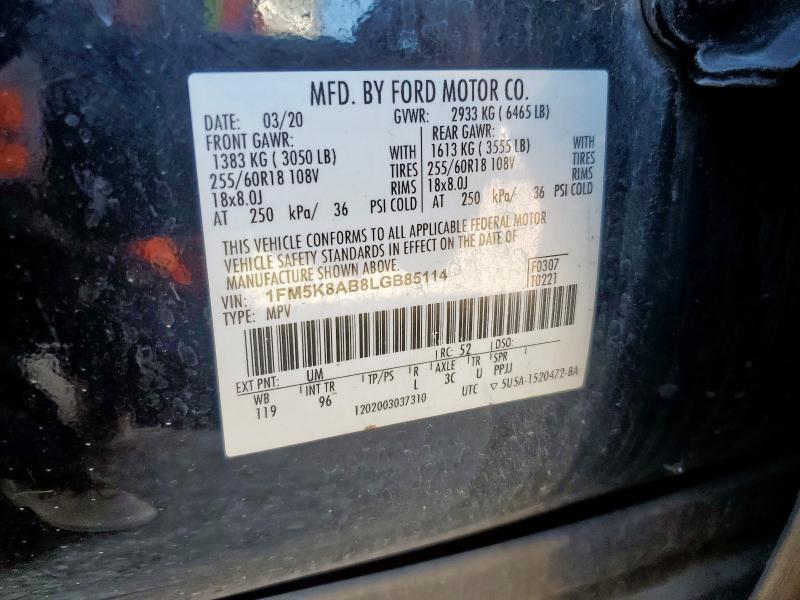 MFD. BY FORD MOTOR CO.
DATE: 03/20 GVWR: 2933 KG ( 6465 LB)
FRONT GAWR: REAR GAWR:
1383 KG ( 3050 LB) WITH 1613 KG ( 3555 LB) WITH
255/60R18 108V TIRES 255/60R18 108V TIRES
18x8.0J RIMS 18x8.0J RIMS
AT 250 kPa/ 36 PSI COLD AT 250 kPa/ 36 PSI COLD
THIS VEHICLE CONFORMS TO ALL APPLICABLE FEDERAL MOTOR
VEHICLE SAFETY STANDARDS IN EFFECT ON THE DATE OF
MANUFACTURE SHOWN ABOVE.
F0307
VIN: 1FM5K8AB8LGB85114 T0221
TYPE: MPV
EXT PNT: UM RC: 52 DSO:
WB INT TR TP/PS R AXLE TR SPR
119 96 L 3C U PPJJ
1202003037310 UTC ▽ 5U5A-1520472-BA